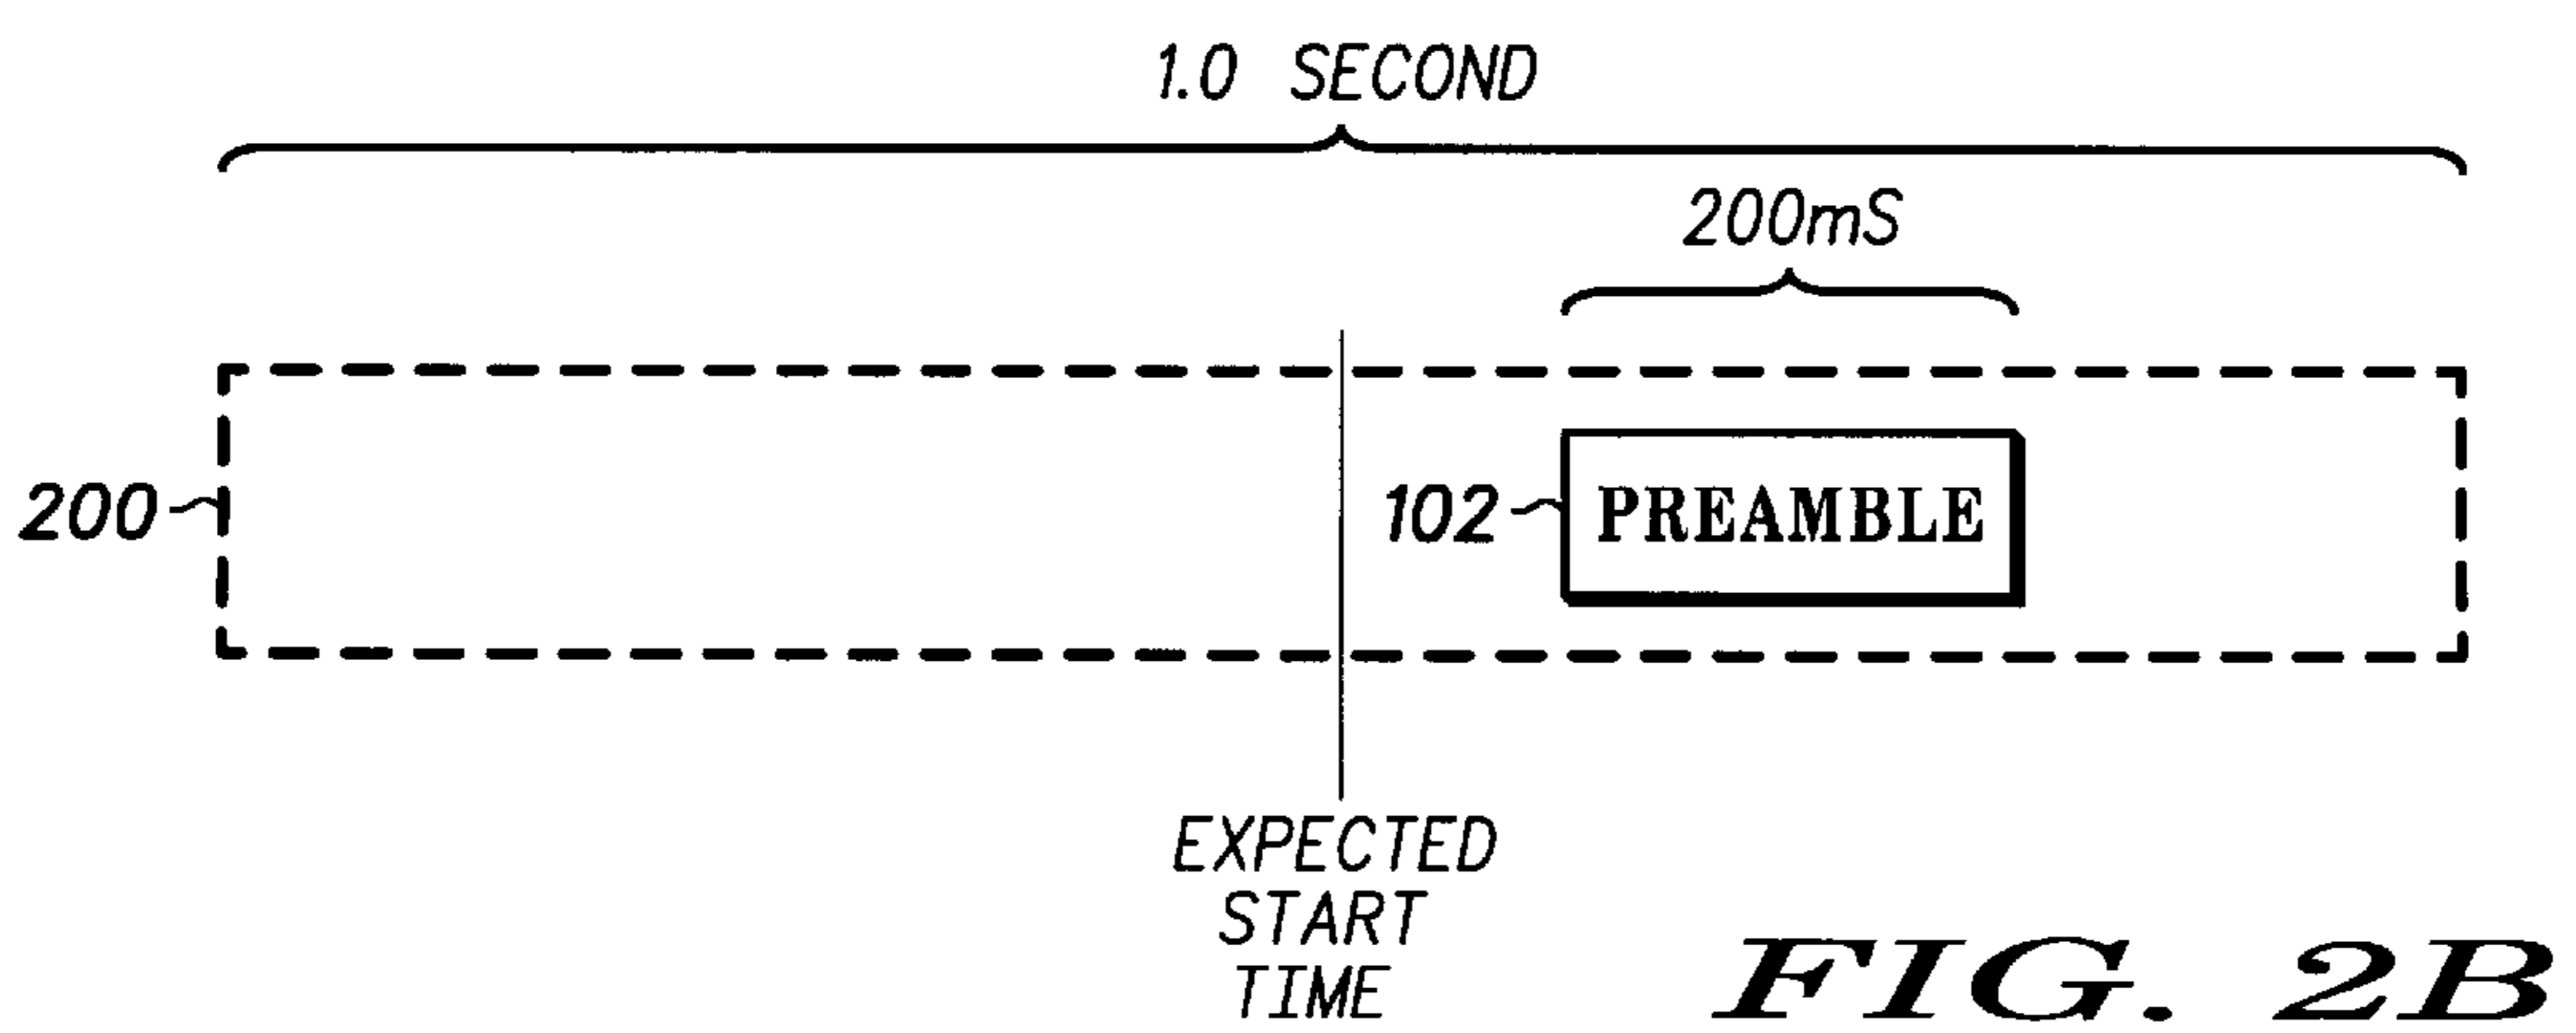 1.0 SECOND
200mS
200
102
PREAMBLE
EXPECTED
START
TIME
FIG. 2B